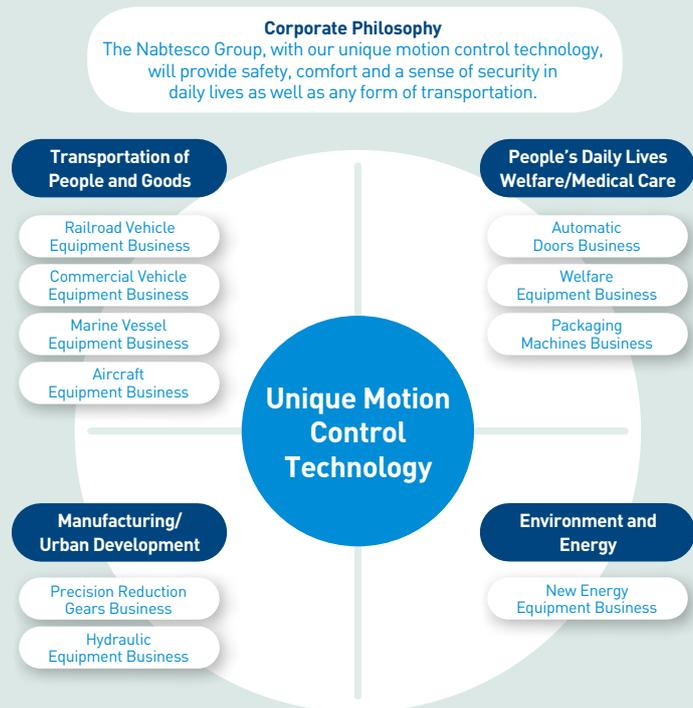 Corporate Philosophy
The Nabtesco Group, with our unique motion control technology,
will provide safety, comfort and a sense of security in
daily lives as well as any form of transportation.
Transportation of
People and Goods
Railroad Vehicle
Equipment Business
Commercial Vehicle
Equipment Business
Marine Vessel
Equipment Business
Aircraft
Equipment Business
People’s Daily Lives
Welfare/Medical Care
Automatic
Doors Business
Welfare
Equipment Business
Packaging
Machines Business
Unique Motion
Control
Technology
Manufacturing/
Urban Development
Precision Reduction
Gears Business
Hydraulic
Equipment Business
Environment and
Energy
New Energy
Equipment Business